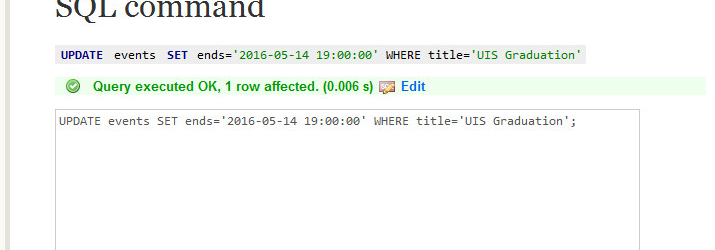 SQL command
UPDATE events SET ends='2016-05-14 19:00:00' WHERE title='UIS Graduation'
Query executed OK, 1 row affected. (0.006 s) Edit
UPDATE events SET ends='2016-05-14 19:00:00' WHERE title='UIS Graduation';